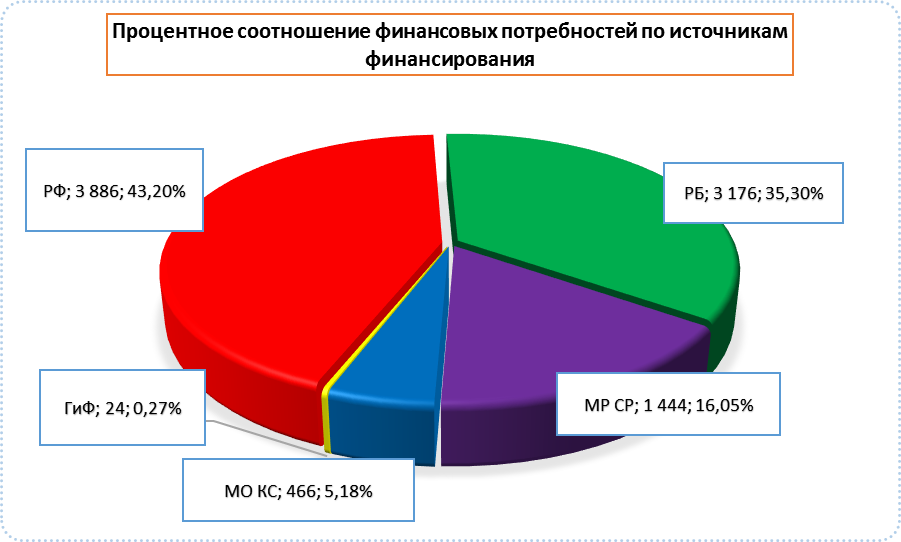 Процентное соотношение финансовых потребностей по источникам
финансирования
РФ; 3 886; 43,20%
РБ; 3 176; 35,30%
ГиФ; 24; 0,27%
МР СР; 1 444; 16,05%
МО КС; 466; 5,18%